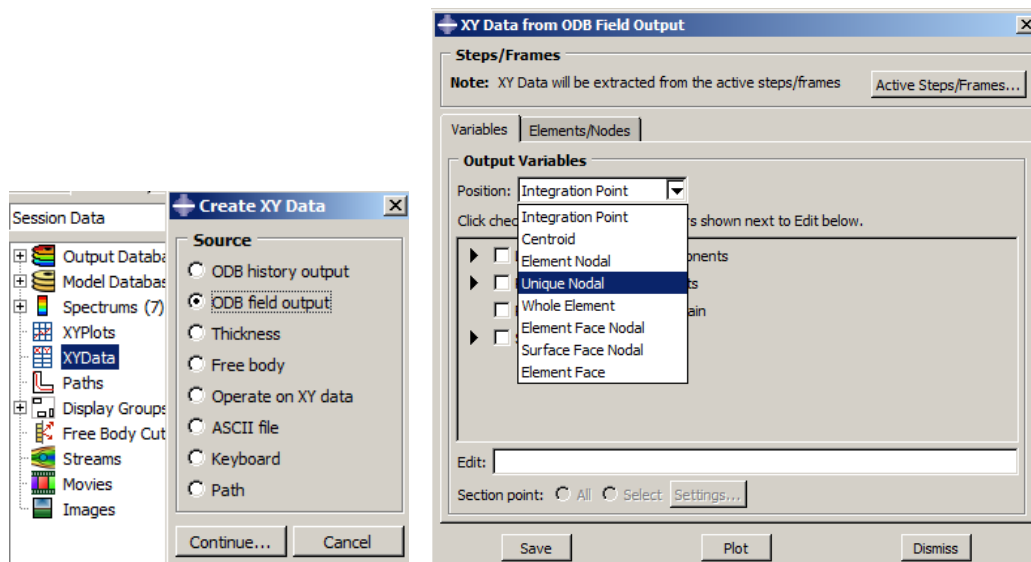 Session Data
Output Databa
Model Databas
Spectrums (7)
XYPlots
XYData
Paths
Display Groups
Free Body Cut
Streams
Movies
Images
Create XY Data
Source
ODB history output
ODB field output
Thickness
Free body
Operate on XY data
ASCII file
Keyboard
Path
Continue...
Cancel
XY Data from ODB Field Output
Steps/Frames
Note: XY Data will be extracted from the active steps/frames
Active Steps/Frames...
Variables
Elements/Nodes
Output Variables
Position: Integration Point
Click chec
rs shown next to Edit below.
Integration Point
Centroid
Element Nodal
Unique Nodal
Whole Element
Element Face Nodal
Surface Face Nodal
Element Face
ponents
ts
ain
Edit:
Section point: All Select Settings...
Save
Plot
Dismiss